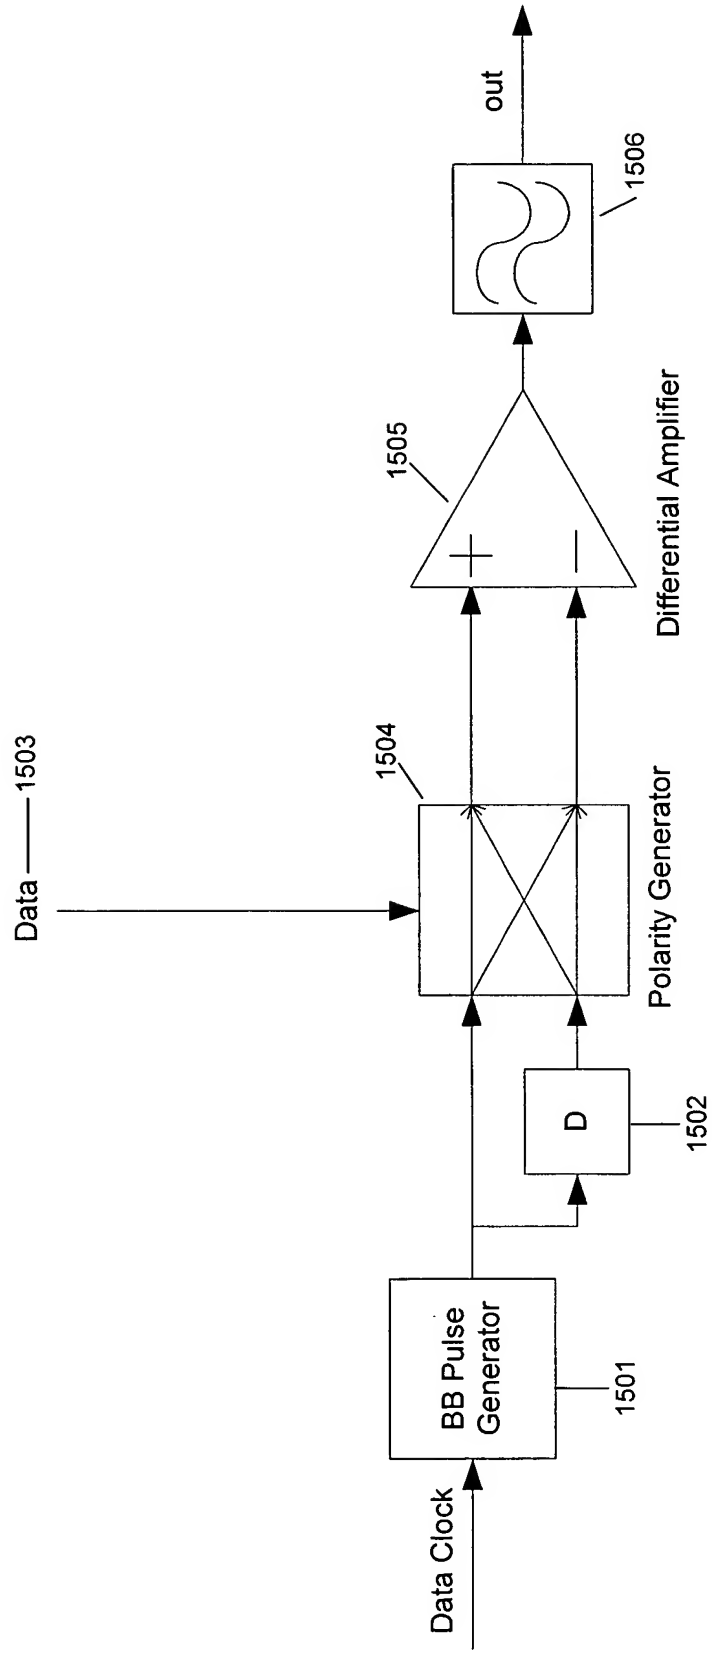 Data Clock
BB Pulse
Generator
1501
D
1502
Data
1503
1504
Polarity Generator
1505
Differential Amplifier
1506
out